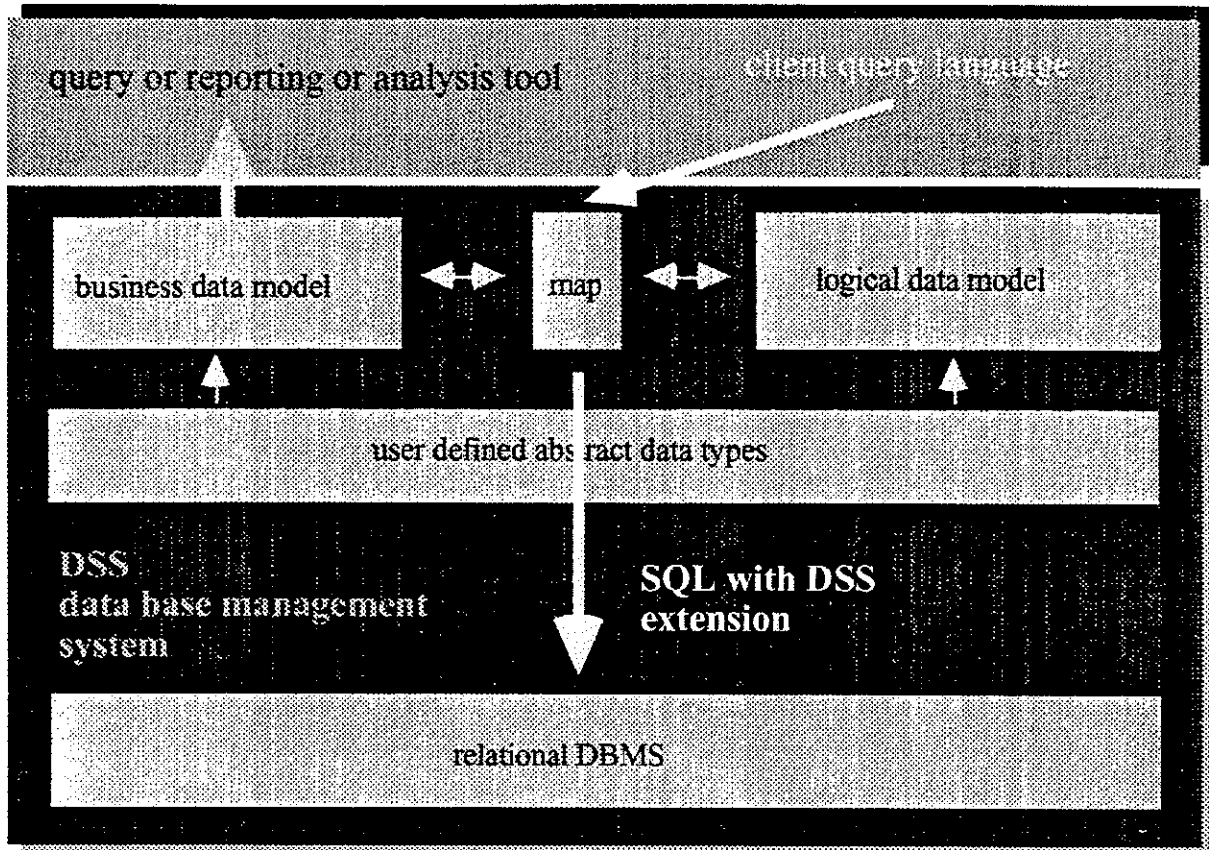 query or reporting or analysis tool
client query language
business data model
map
logical data model
user defined abstract data types
DSS
data base management
system
SQL with DSS
extension
relational DBMS